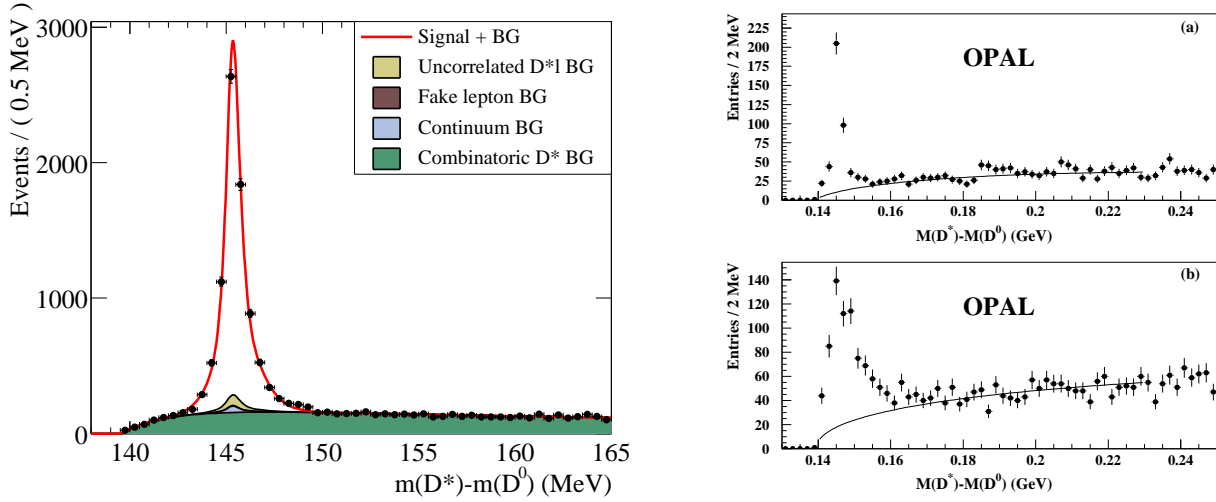 Events / ( 0.5 MeV )
3000
2000
1000
0
140 145 150 155 160 165
m(D*)-m(D⁰) (MeV)
Signal + BG
Uncorrelated D*l BG
Fake lepton BG
Continuum BG
Combinatoric D* BG
(a)
OPAL
Entries / 2 MeV
225
200
175
150
125
100
75
50
25
0
0.14 0.16 0.18 0.2 0.22 0.24
M(D*)-M(D⁰) (GeV)
(b)
OPAL
Entries / 2 MeV
140
120
100
80
60
40
20
0
0.14 0.16 0.18 0.2 0.22 0.24
M(D*)-M(D⁰) (GeV)